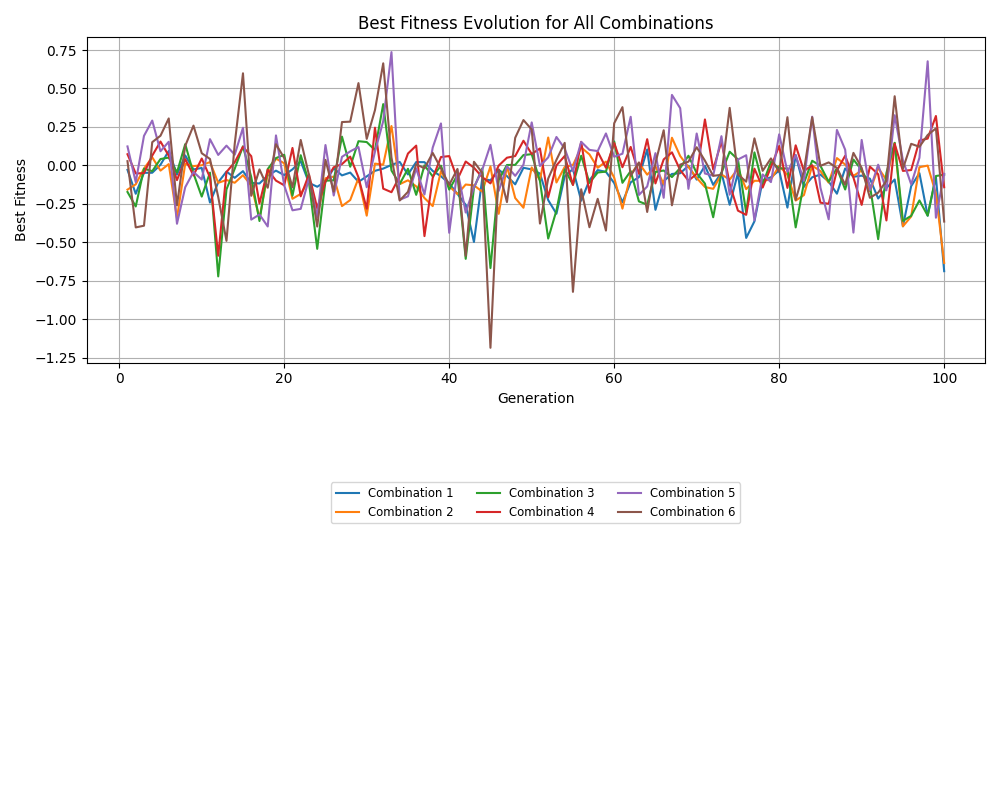 Best Fitness Evolution for All Combinations
Best Fitness
0.75
0.50
0.25
0.00
−0.25
−0.50
−0.75
−1.00
−1.25
0 20 40 60 80 100
Generation
Combination 1 Combination 3 Combination 5
Combination 2 Combination 4 Combination 6